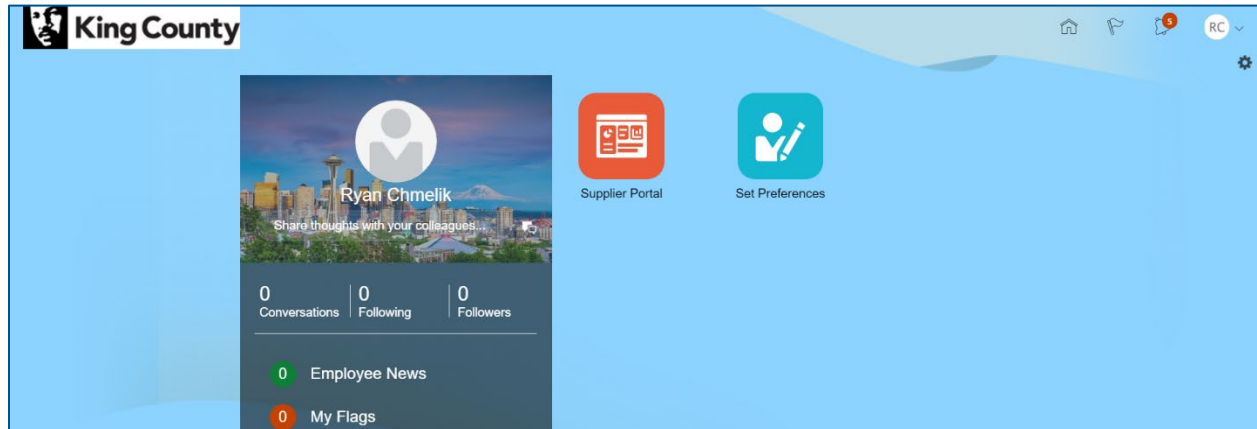 King County
5
RC
Ryan Chmelik
Share thoughts with your colleagues...
0 0 0
Conversations Following Followers
0 Employee News
0 My Flags
Supplier Portal
Set Preferences